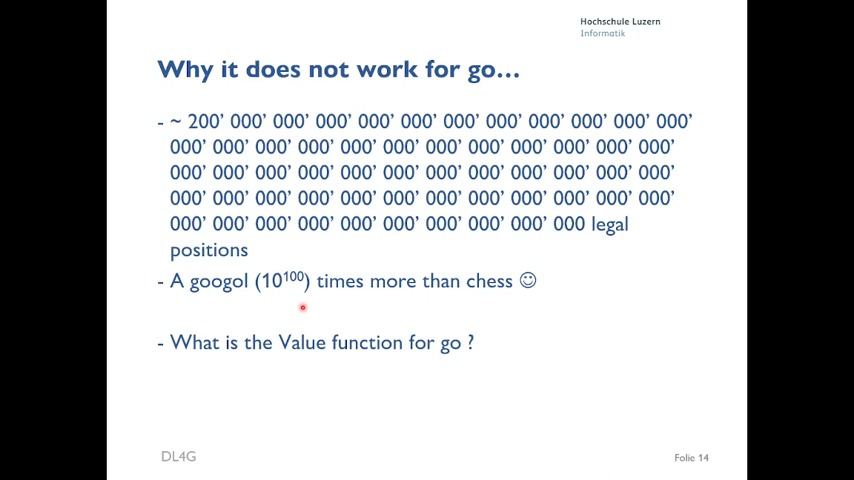 Hochschule Luzern
Informatik
Why it does not work for go…
- ~ 200’ 000’ 000’ 000’ 000’ 000’ 000’ 000’ 000’ 000’ 000’ 000’
000’ 000’ 000’ 000’ 000’ 000’ 000’ 000’ 000’ 000’ 000’ 000’
000’ 000’ 000’ 000’ 000’ 000’ 000’ 000’ 000’ 000’ 000’ 000’
000’ 000’ 000’ 000’ 000’ 000’ 000’ 000’ 000’ 000’ 000’ 000’
000’ 000’ 000’ 000’ 000’ 000’ 000’ 000’ 000’ 000 legal
positions
- A googol (10¹⁰⁰) times more than chess ☺
- What is the Value function for go ?
DL4G
Folie 14